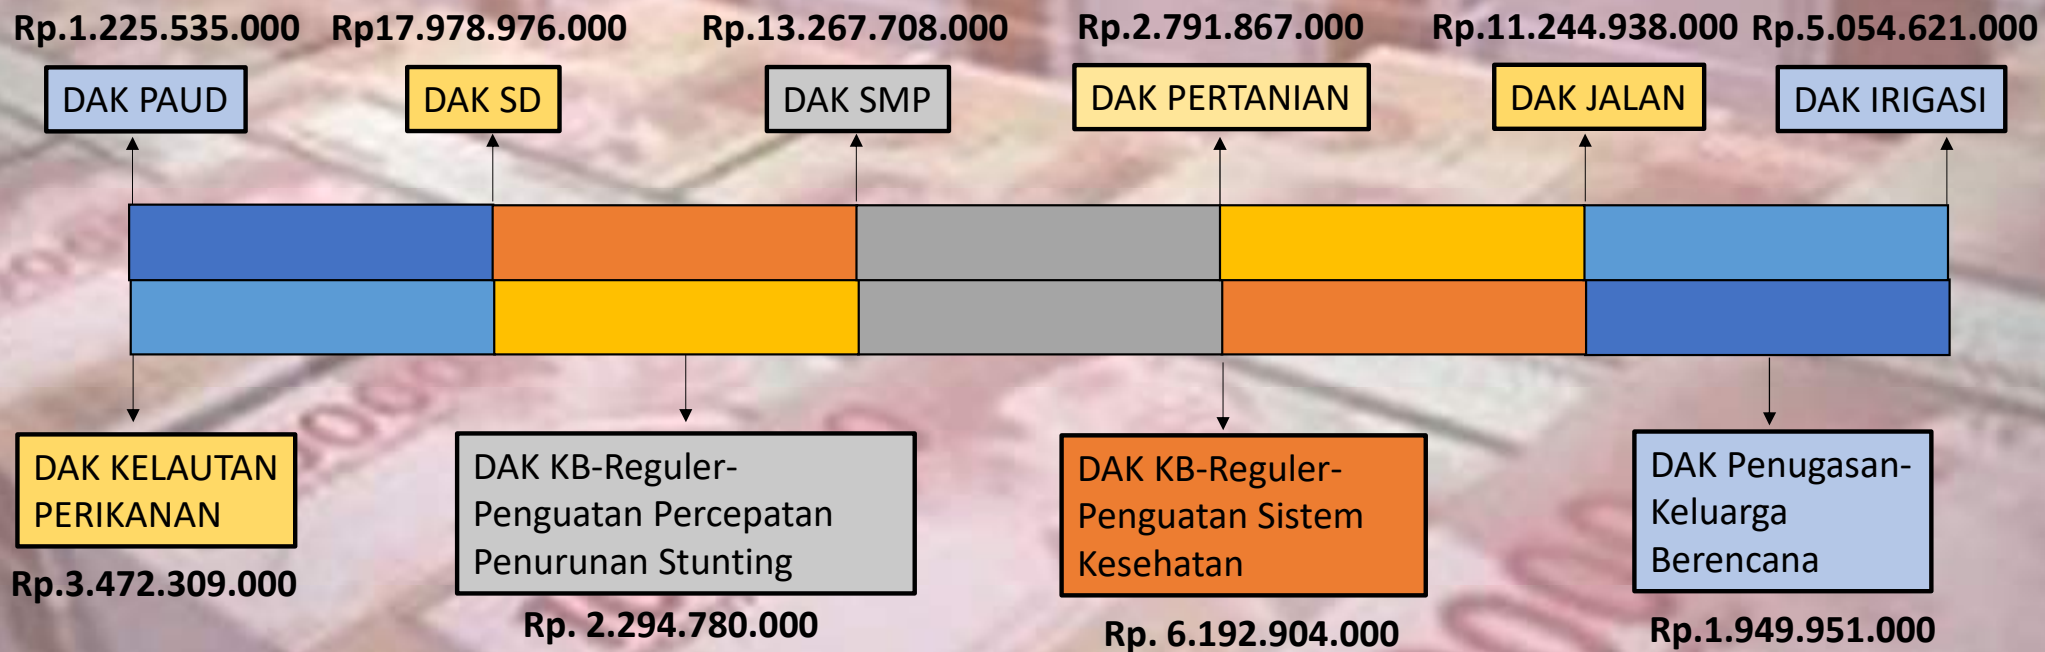 Rp.1.225.535.000
Rp17.978.976.000
Rp.13.267.708.000
Rp.2.791.867.000
Rp.11.244.938.000
Rp.5.054.621.000
DAK PAUD
DAK SD
DAK SMP
DAK PERTANIAN
DAK JALAN
DAK IRIGASI
DAK KELAUTAN
PERIKANAN
Rp.3.472.309.000
DAK KB-Reguler-
Penguatan Percepatan
Penurunan Stunting
Rp. 2.294.780.000
DAK KB-Reguler-
Penguatan Sistem
Kesehatan
Rp. 6.192.904.000
DAK Penugasan-
Keluarga
Berencana
Rp.1.949.951.000